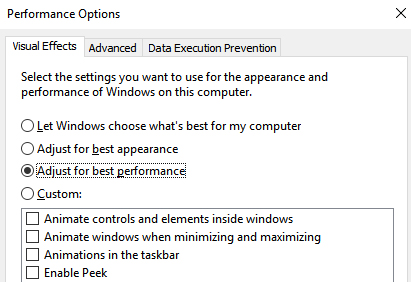 Performance Options
Visual Effects Advanced Data Execution Prevention
Select the settings you want to use for the appearance and
performance of Windows on this computer.
Let Windows choose what's best for my computer
Adjust for best appearance
Adjust for best performance
Custom:
Animate controls and elements inside windows
Animate windows when minimizing and maximizing
Animations in the taskbar
Enable Peek